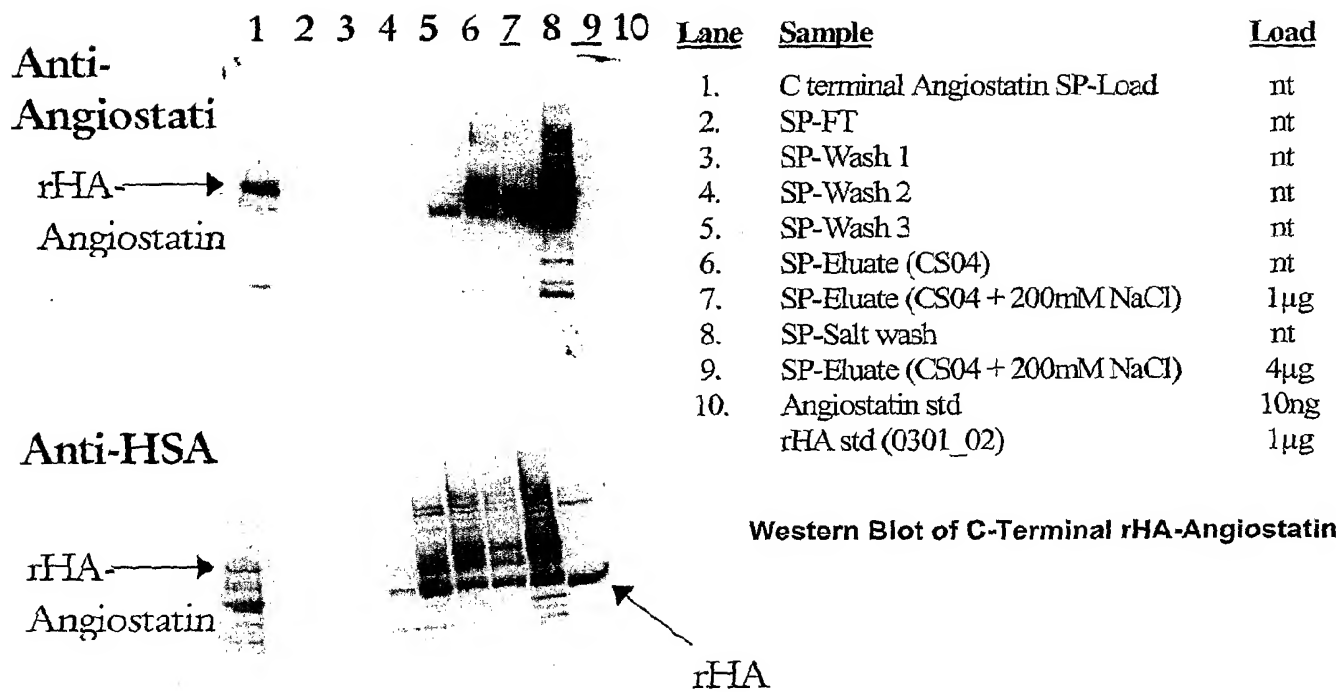 1 2 3 4 5 6 7 8 9 10
Anti-
Angiostati
rHA-
Angiostatin
Anti-HSA
rHA-
Angiostatin
rHA
Lane Sample Load
1. C terminal Angiostatin SP-Load nt
2. SP-FT nt
3. SP-Wash 1 nt
4. SP-Wash 2 nt
5. SP-Wash 3 nt
6. SP-Eluate (CS04) nt
7. SP-Eluate (CS04 + 200mM NaCl) 1µg
8. SP-Salt wash nt
9. SP-Eluate (CS04 + 200mM NaCl) 4µg
10. Angiostatin std 10ng
rHA std (0301_02) 1µg
Western Blot of C-Terminal rHA-Angiostatin